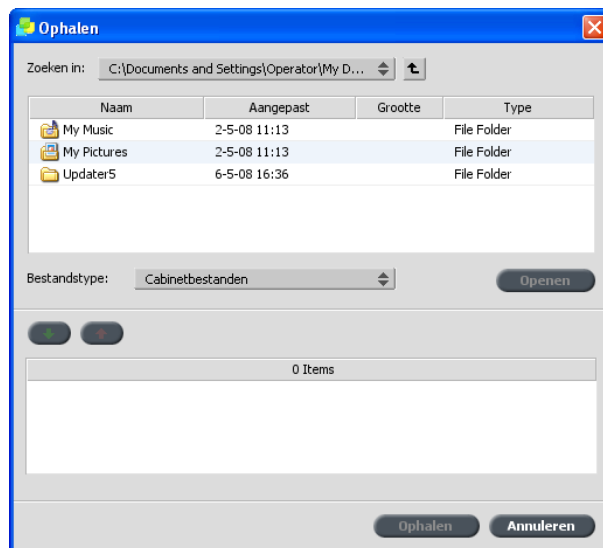 Ophalen
Zoeken in: C:\Documents and Settings\Operator\My D...
Naam Aangepast Grootte Type
My Music 2-5-08 11:13 File Folder
My Pictures 2-5-08 11:13 File Folder
Updater5 6-5-08 16:36 File Folder
Bestandstype: Cabinetbestanden Openen
0 Items
Ophalen Annuleren